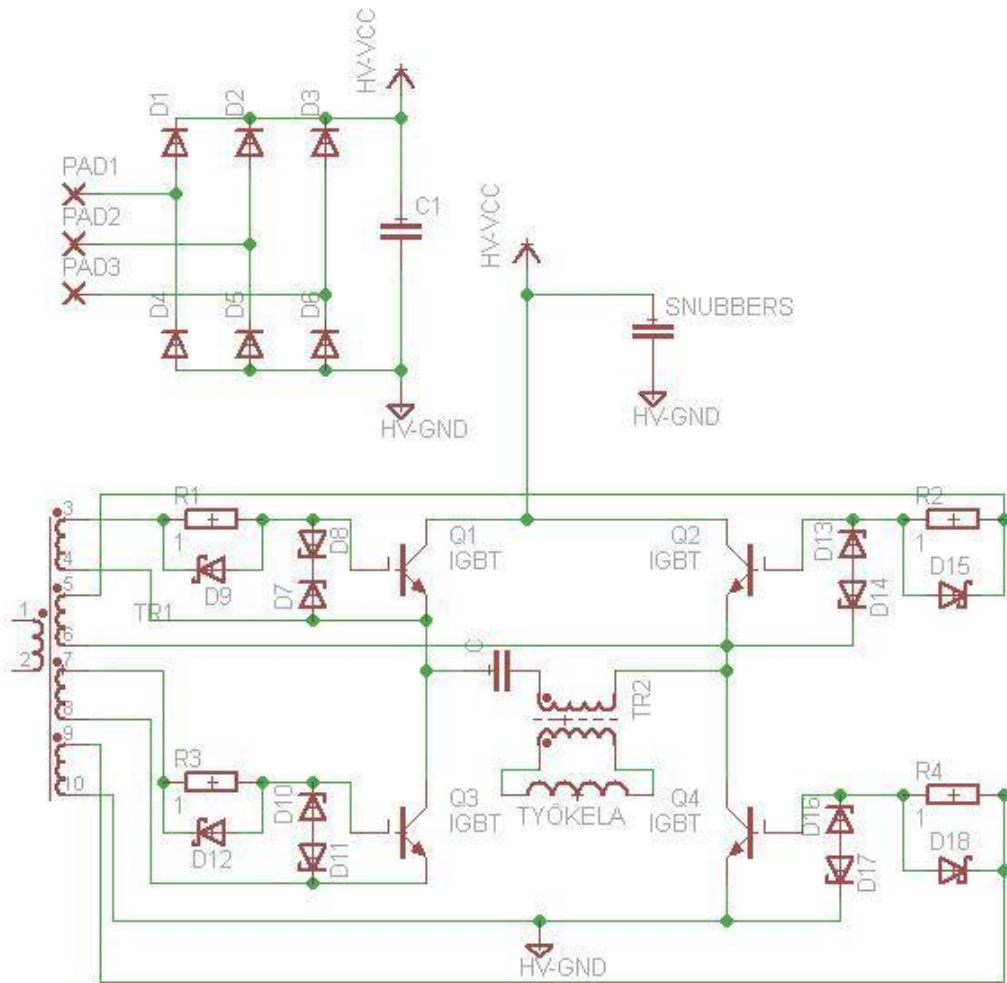 HV-VCC
D1
D2
D3
PAD1
PAD2
PAD3
C1
D4
D5
D6
HV-GND
HV-VCC
SNUBBERS
HV-GND
3
4
5
6
7
8
9
10
1
2
TR1
R1
1
D9
D8
D7
Q1
IGBT
Q2
IGBT
D13
D14
R2
1
D15
C
TR2
TYÖKELA
R3
1
D12
D10
D11
Q3
IGBT
Q4
IGBT
D16
D17
R4
1
D18
HV-GND